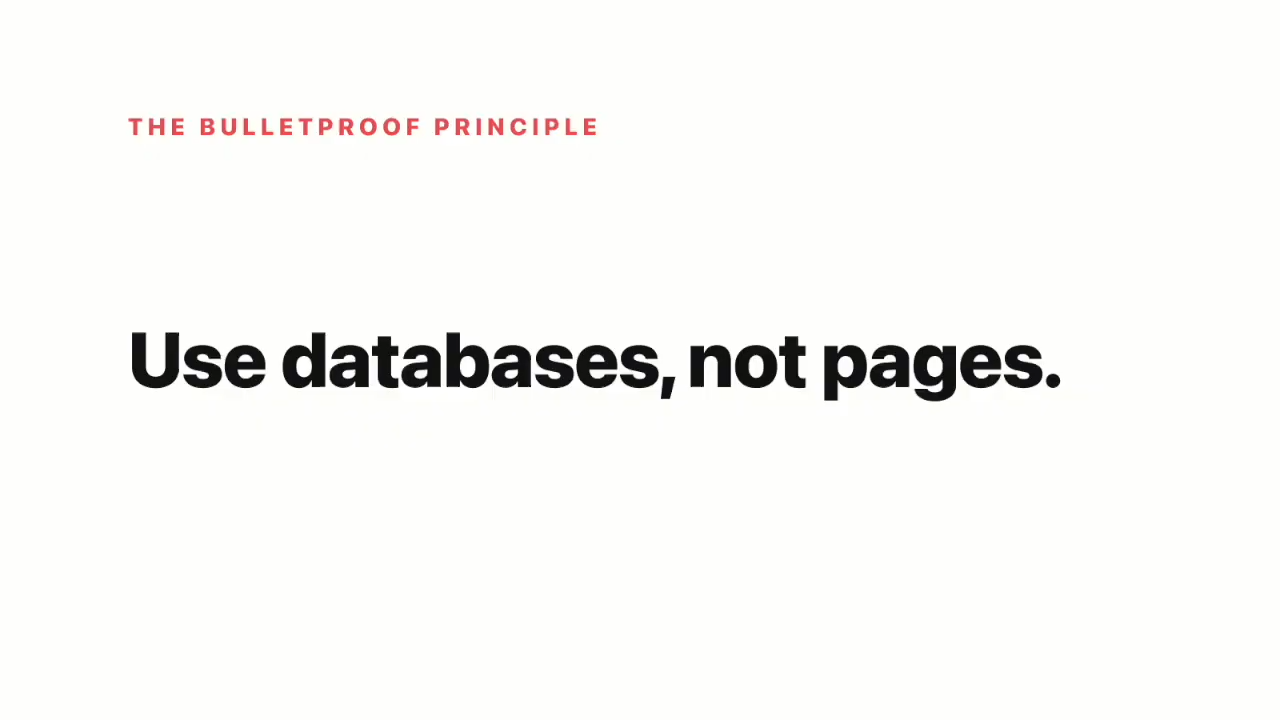 THE BULLETPROOF PRINCIPLE
Use databases, not pages.